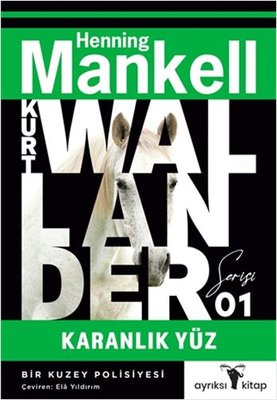 Henning
Mankell
KURT
WAL
LAN
DER
Serisi
01
KARANLIK YÜZ
BİR KUZEY POLİSİYESİ
Çeviren: Elâ Yıldırım
ayrıksı kitap